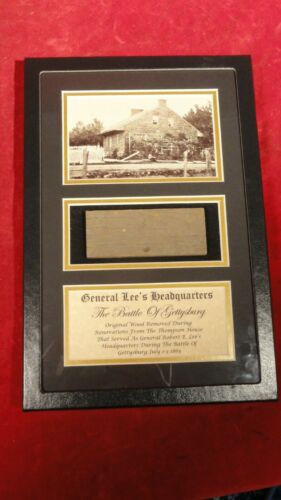 General Lee's Headquarters
The Battle Of Gettysburg
Original Wood Removed During
Renovations From The Thompson House
That Served As General Robert E. Lee's
Headquarters During The Battle Of
Gettysburg July 1-3 1863